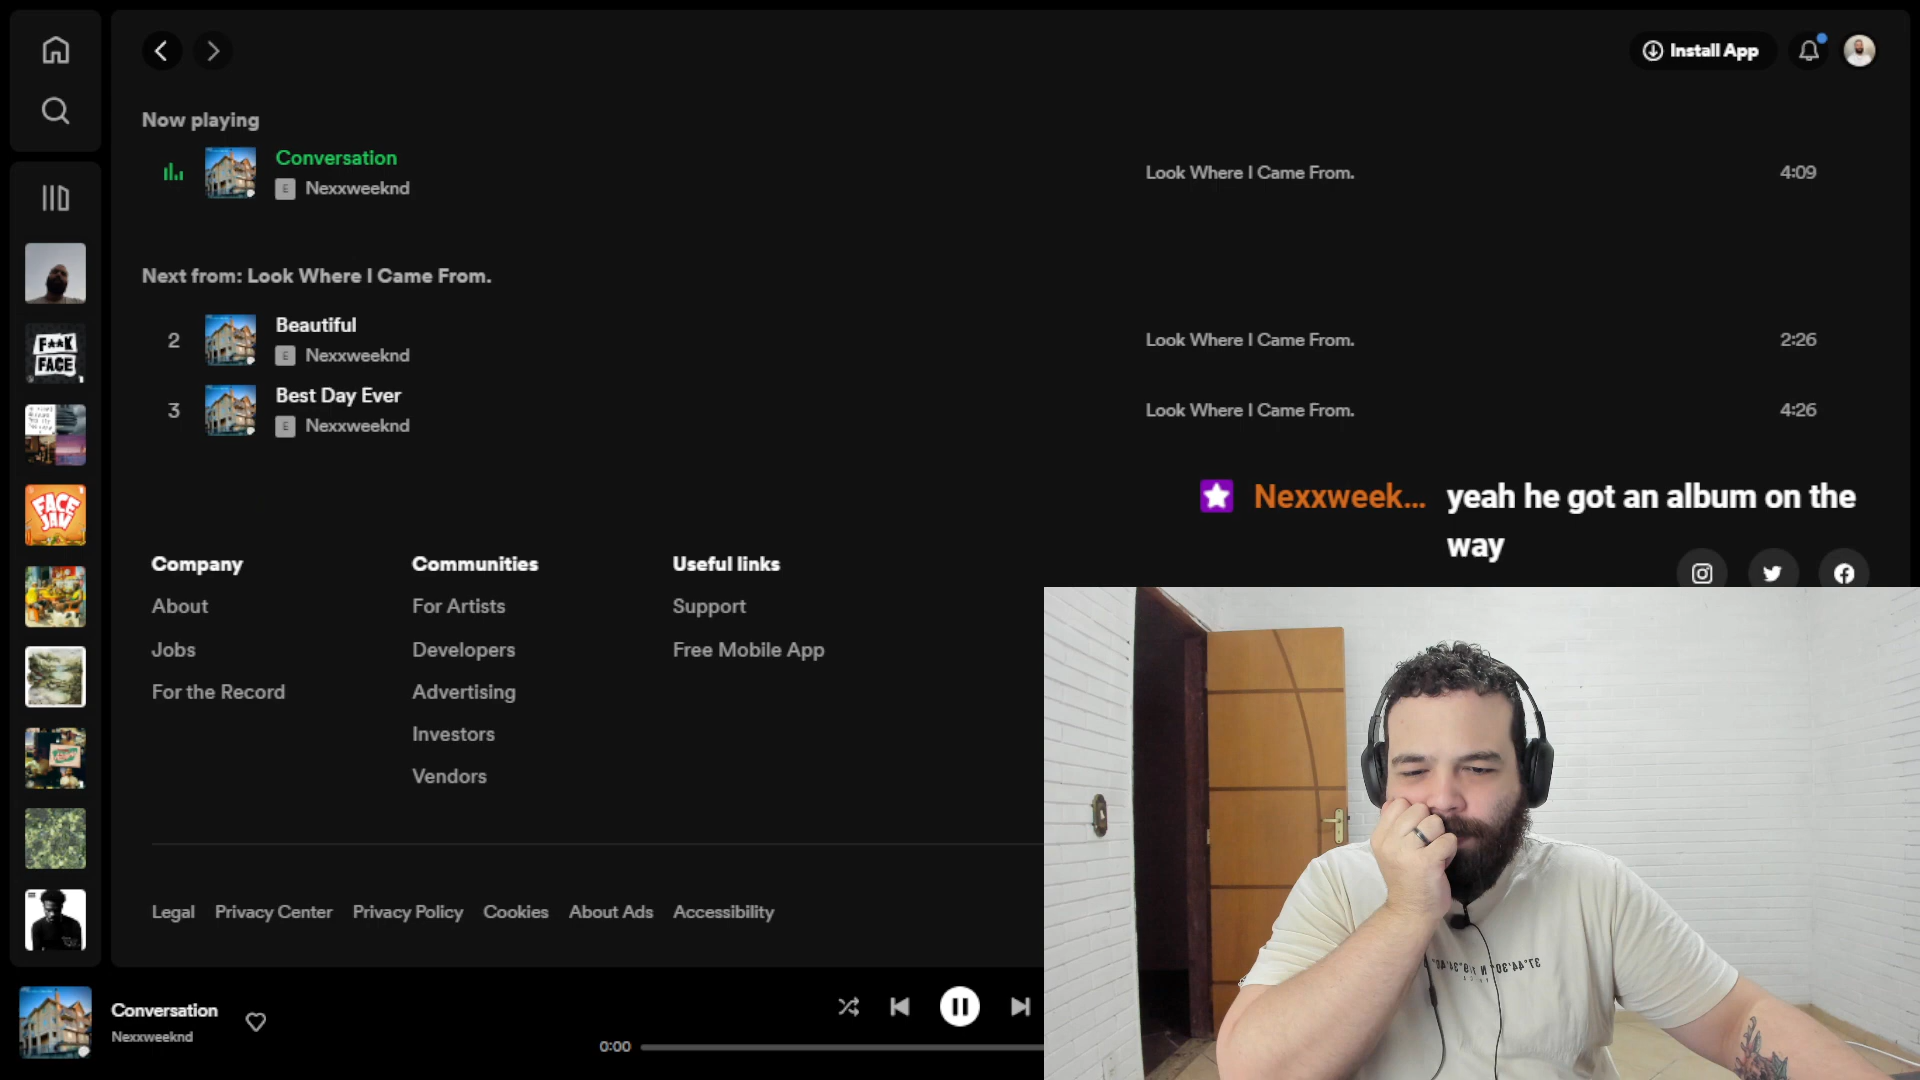 Install App
Now playing
Conversation
E Nexxweeknd
Look Where I Came From.
4:09
Next from: Look Where I Came From.
2
Beautiful
E Nexxweeknd
Look Where I Came From.
2:26
3
Best Day Ever
E Nexxweeknd
Look Where I Came From.
4:26
Nexxweek... yeah he got an album on the
way
Company
Communities
Useful links
About
For Artists
Support
Jobs
Developers
Free Mobile App
For the Record
Advertising
Investors
Vendors
Legal Privacy Center Privacy Policy Cookies About Ads Accessibility
F**K
FACE
FACE
JAM
Conversation
Nexxweeknd
0:00